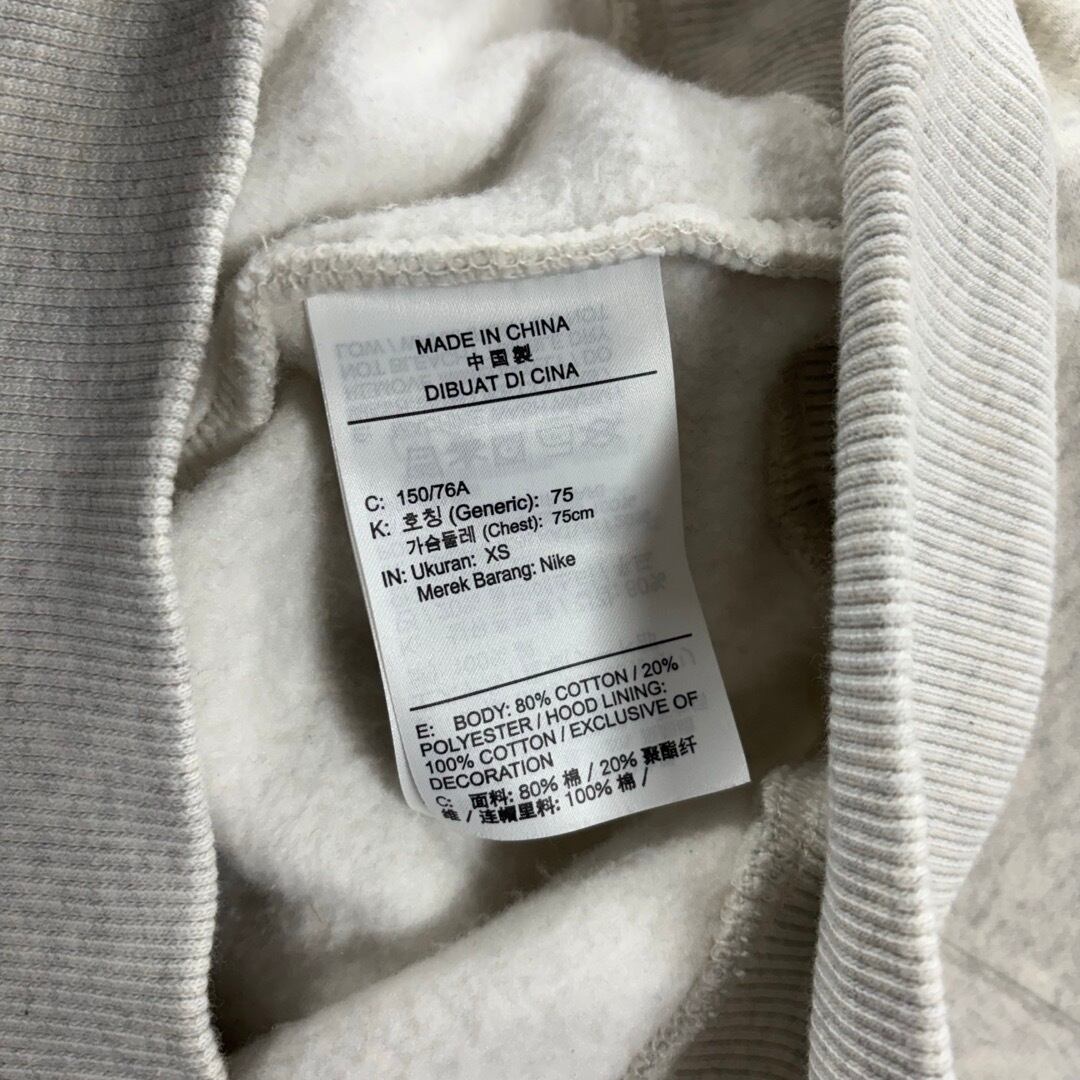 MADE IN CHINA
中国製
DIBUAT DI CINA
C: 150/76A
K: 호칭 (Generic): 75
가슴둘레 (Chest): 75cm
IN: Ukuran: XS
Merek Barang: Nike
E: BODY: 80% COTTON / 20%
POLYESTER / HOOD LINING:
100% COTTON / EXCLUSIVE OF
DECORATION
C: 面料: 80% 棉 / 20% 聚酯纤
维 / 连帽里料: 100% 棉 /